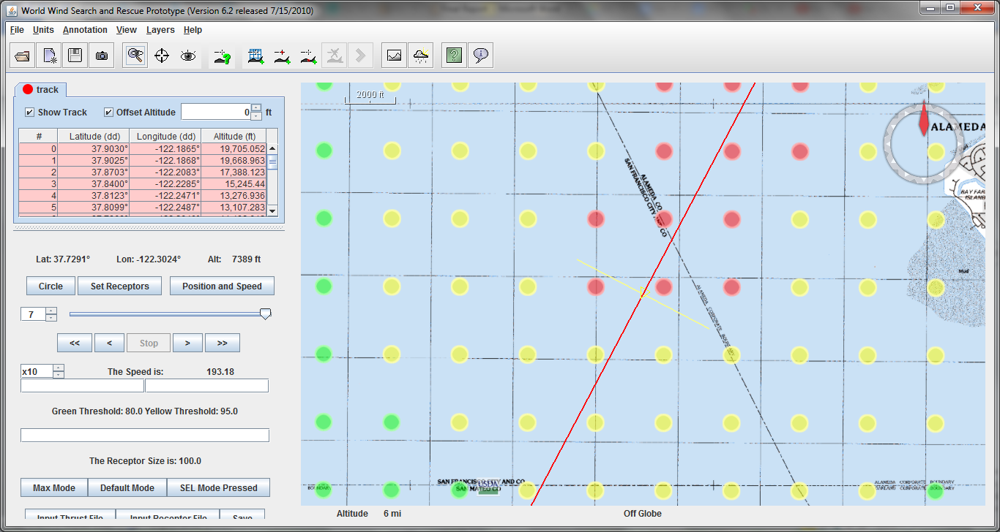 World Wind Search and Rescue Prototype (Version 6.2 released 7/15/2010)
File Units Annotation View Layers Help
track
Show Track Offset Altitude 0 ft
# Latitude (dd) Longitude (dd) Altitude (ft)
0 37.9030° -122.1865° 19,705.052
1 37.9025° -122.1868° 19,668.963
2 37.8703° -122.2083° 17,388.123
3 37.8400° -122.2285° 15,245.44
4 37.8123° -122.2471° 13,276.936
5 37.8099° -122.2487° 13,107.283
Lat: 37.7291° Lon: -122.3024° Alt: 7389 ft
Circle Set Receptors Position and Speed
7
<< < Stop > >>
x10 The Speed is: 193.18
Green Threshold: 80.0 Yellow Threshold: 95.0
The Receptor Size is: 100.0
Max Mode Default Mode SEL Mode Pressed
Input Thrust File Input Receptor File Save
2000 ft
ALAMEDA
ALAMEDA CO
SAN FRANCISCO CITY AND CO
BAY FAR
ISLAND
Mud
ALAMEDA CORPORATE BOUNDARY
SAN FRANCISCO CITY AND CO
SAN MATEO CO
USDA
ALAMEDA CORPORATE BOUNDARY
OAKLAND CORPORATE BOUNDARY
Altitude 6 mi Off Globe